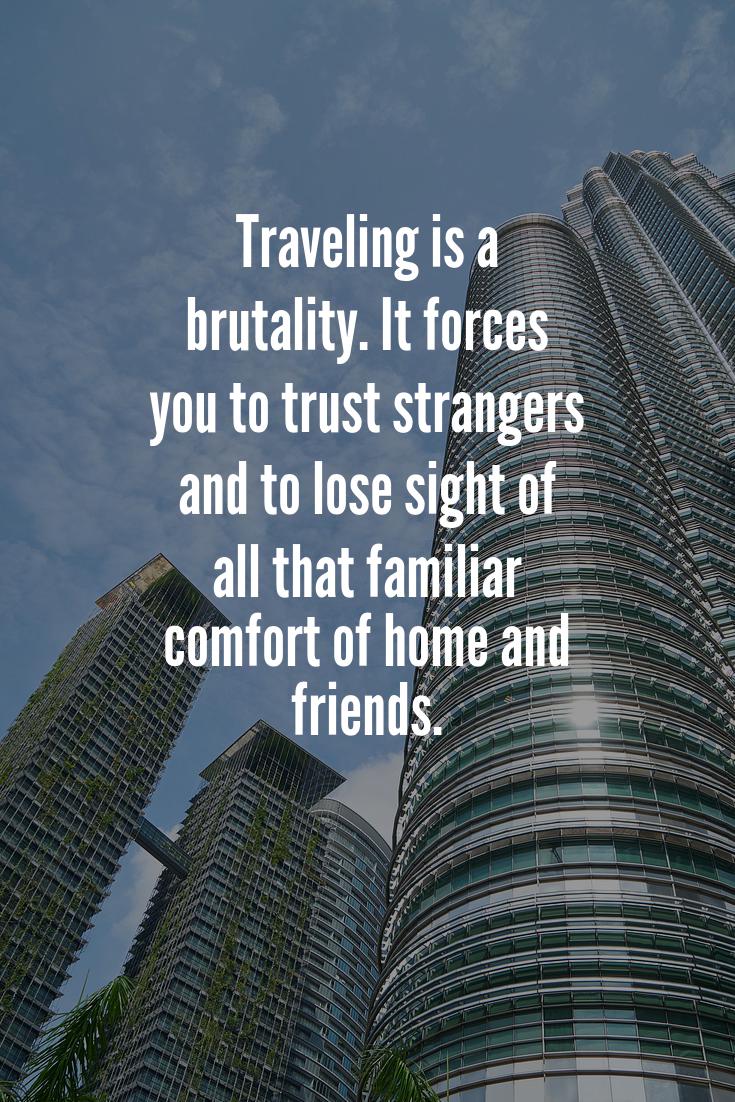 Traveling is a
brutality. It forces
you to trust strangers
and to lose sight of
all that familiar
comfort of home and
friends.